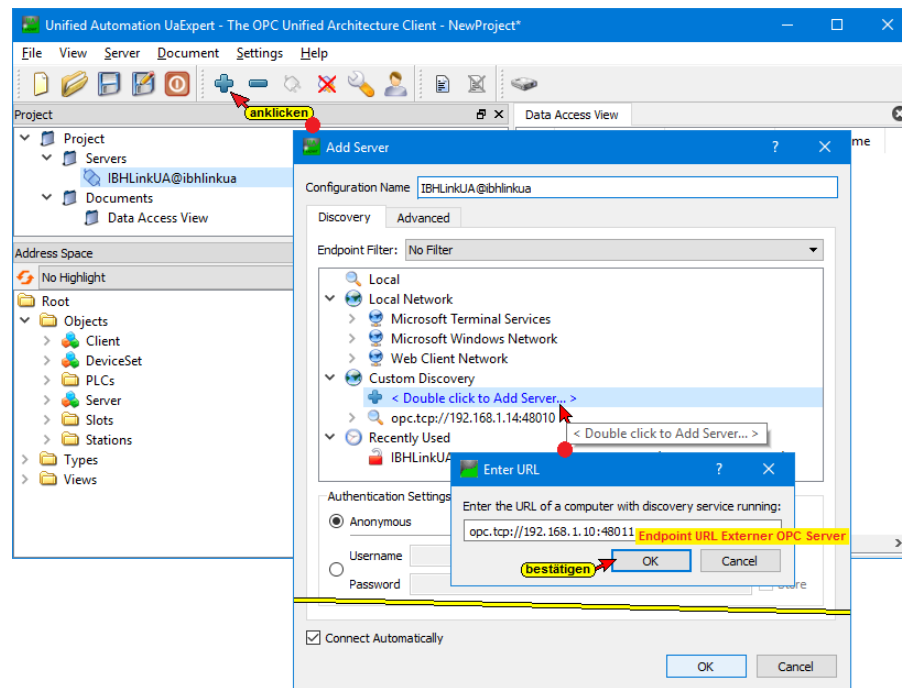 Unified Automation UaExpert - The OPC Unified Architecture Client - NewProject*
File View Server Document Settings Help
anklicken
Project
Data Access View
Project
Servers
IBHLinkUA@ibhlinkua
Documents
Data Access View
me
Address Space
No Highlight
Root
Objects
Client
DeviceSet
PLCs
Server
Slots
Stations
Types
Views
Add Server
Configuration Name IBHLinkUA@ibhlinkua
Discovery Advanced
Endpoint Filter: No Filter
Local
Local Network
Microsoft Terminal Services
Microsoft Windows Network
Web Client Network
Custom Discovery
< Double click to Add Server... >
opc.tcp://192.168.1.14:48010
< Double click to Add Server... >
Recently Used
IBHLinkUA
Enter URL
Enter the URL of a computer with discovery service running:
opc.tcp://192.168.1.10:48011
Endpoint URL Externer OPC Server
bestätigen
OK Cancel
Authentication Settings
Anonymous
Username
Password
Connect Automatically
OK Cancel